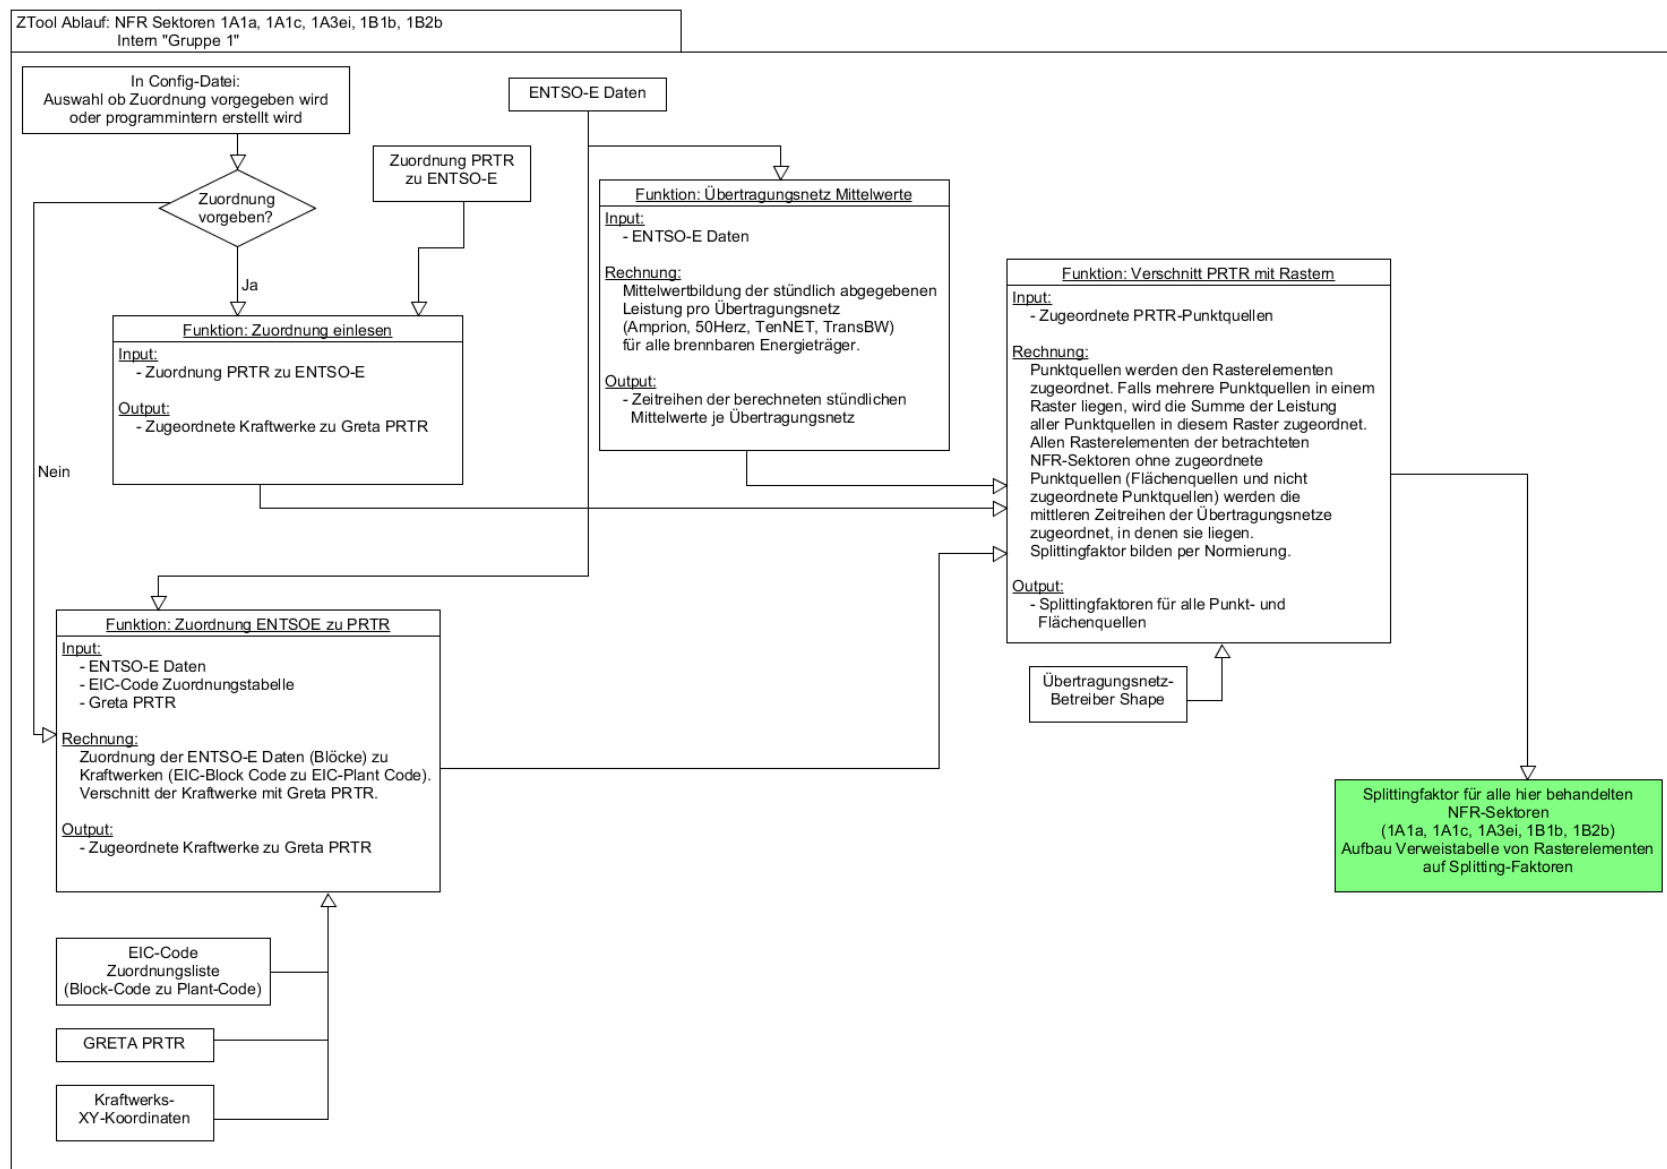 ZTool Ablauf: NFR Sektoren 1A1a, 1A1c, 1A3ei, 1B1b, 1B2b
Intern "Gruppe 1"
In Config-Datei:
Auswahl ob Zuordnung vorgegeben wird
oder programmintern erstellt wird
ENTSO-E Daten
Zuordnung PRTR
zu ENTSO-E
Zuordnung
vorgeben?
Ja
Nein
Funktion: Übertragungsnetz Mittelwerte
Input:
- ENTSO-E Daten
Rechnung:
Mittelwertbildung der stündlich abgegebenen
Leistung pro Übertragungsnetz
(Amprion, 50Herz, TenNET, TransBW)
für alle brennbaren Energieträger.
Output:
- Zeitreihen der berechneten stündlichen
Mittelwerte je Übertragungsnetz
Funktion: Zuordnung einlesen
Input:
- Zuordnung PRTR zu ENTSO-E
Output:
- Zugeordnete Kraftwerke zu Greta PRTR
Funktion: Verschnitt PRTR mit Rastern
Input:
- Zugeordnete PRTR-Punktquellen
Rechnung:
Punktquellen werden den Rasterelementen
zugeordnet. Falls mehrere Punktquellen in einem
Raster liegen, wird die Summe der Leistung
aller Punktquellen in diesem Raster zugeordnet.
Allen Rasterelementen der betrachteten
NFR-Sektoren ohne zugeordnete
Punktquellen (Flächenquellen und nicht
zugeordnete Punktquellen) werden die
mittleren Zeitreihen der Übertragungsnetze
zugeordnet, in denen sie liegen.
Splittingfaktor bilden per Normierung.
Output:
- Splittingfaktoren für alle Punkt- und
Flächenquellen
Funktion: Zuordnung ENTSOE zu PRTR
Input:
- ENTSO-E Daten
- EIC-Code Zuordnungstabelle
- Greta PRTR
Rechnung:
Zuordnung der ENTSO-E Daten (Blöcke) zu
Kraftwerken (EIC-Block Code zu EIC-Plant Code).
Verschnitt der Kraftwerke mit Greta PRTR.
Output:
- Zugeordnete Kraftwerke zu Greta PRTR
Übertragungsnetz-
Betreiber Shape
Splittingfaktor für alle hier behandelten
NFR-Sektoren
(1A1a, 1A1c, 1A3ei, 1B1b, 1B2b)
Aufbau Verweistabelle von Rasterelementen
auf Splitting-Faktoren
EIC-Code
Zuordnungsliste
(Block-Code zu Plant-Code)
GRETA PRTR
Kraftwerks-
XY-Koordinaten